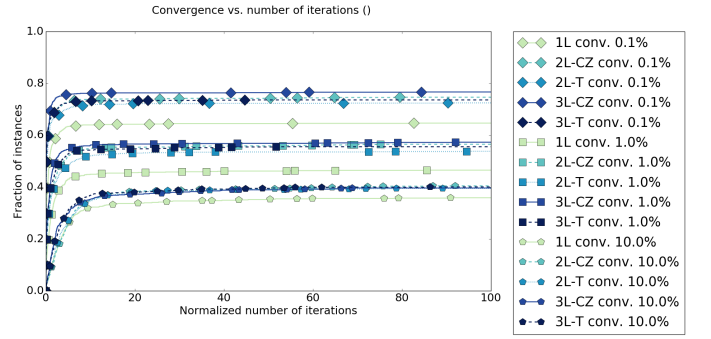 Convergence vs. number of iterations ()
Fraction of instances
1.0
0.8
0.6
0.4
0.2
0.0
0
20
40
60
80
100
Normalized number of iterations
1L conv. 0.1%
2L-CZ conv. 0.1%
2L-T conv. 0.1%
3L-CZ conv. 0.1%
3L-T conv. 0.1%
1L conv. 1.0%
2L-CZ conv. 1.0%
2L-T conv. 1.0%
3L-CZ conv. 1.0%
3L-T conv. 1.0%
1L conv. 10.0%
2L-CZ conv. 10.0%
2L-T conv. 10.0%
3L-CZ conv. 10.0%
3L-T conv. 10.0%